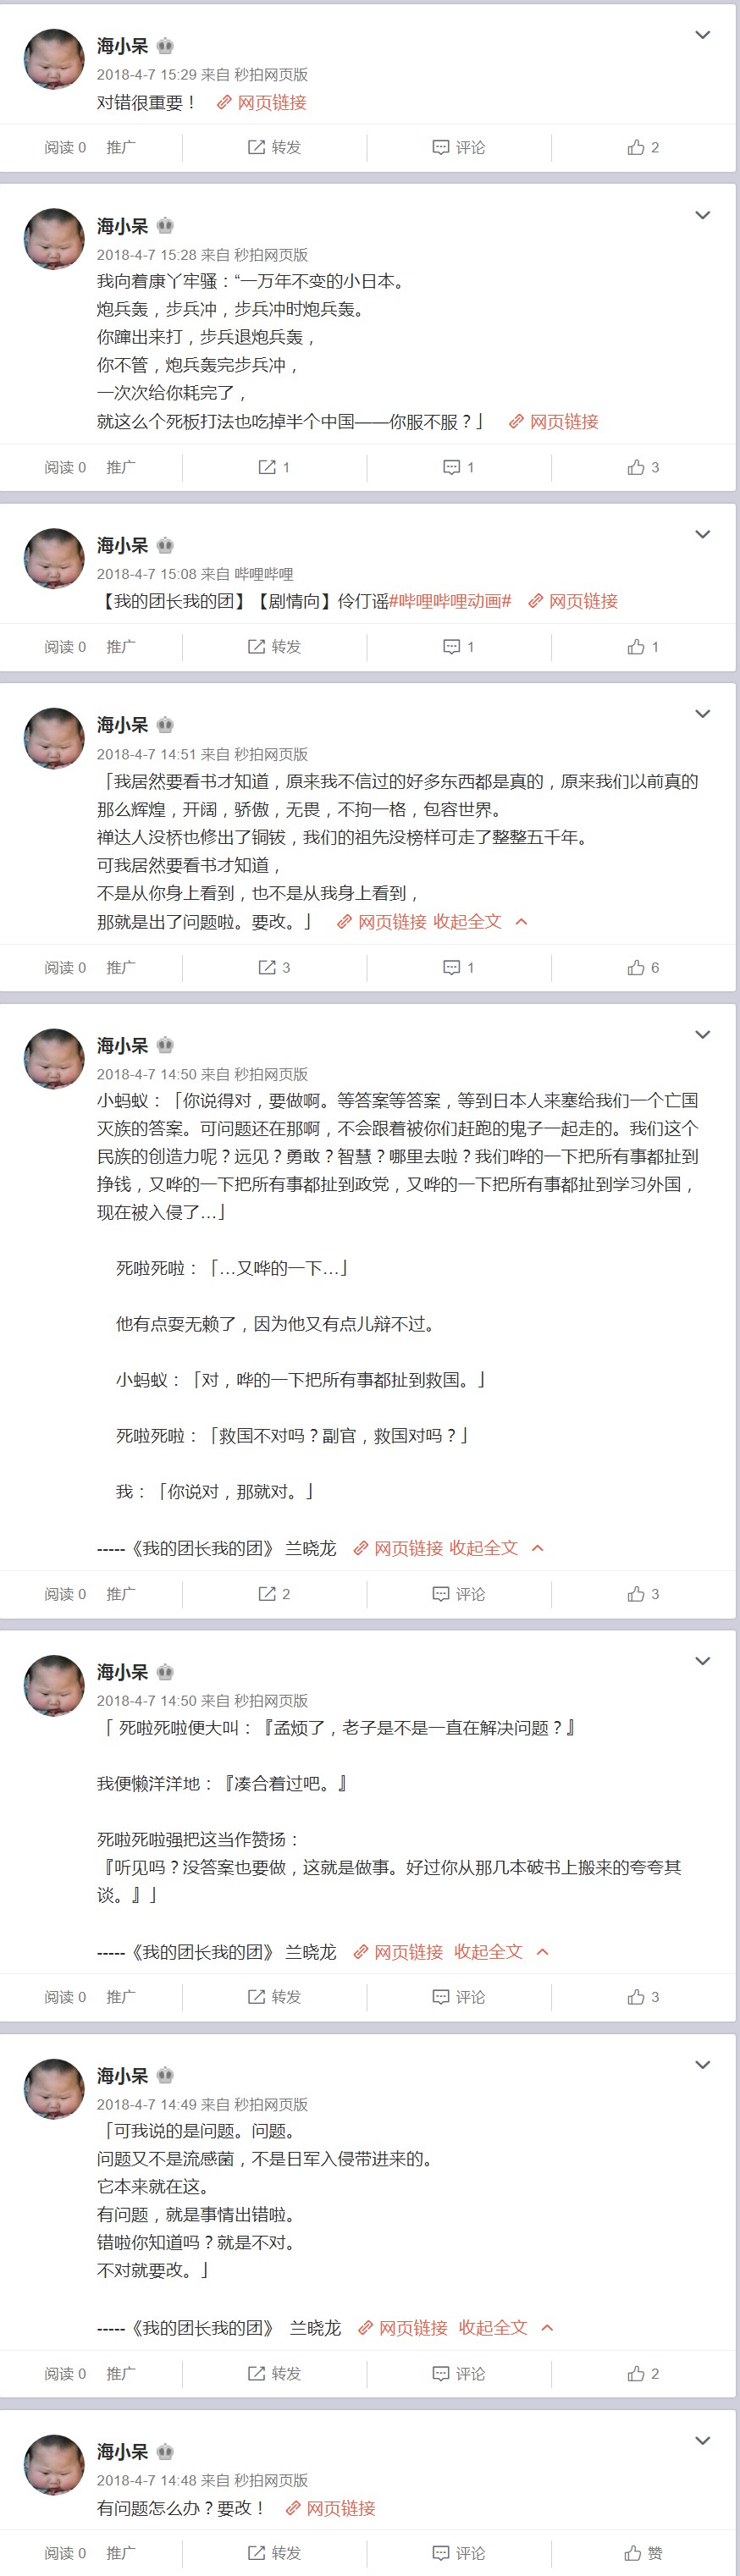 海小呆
2018-4-7 15:29 来自 秒拍网页版
对错很重要！ 网页链接
阅读 0 推广 转发 评论 2
海小呆
2018-4-7 15:28 来自 秒拍网页版
我向着康丫牢骚：“一万年不变的小日本。
炮兵轰，步兵冲，步兵冲时炮兵轰。
你蹿出来打，步兵退炮兵轰，
你不管，炮兵轰完步兵冲，
一次次给你耗完了，
就这么个死板打法也吃掉半个中国——你服不服？」 网页链接
阅读 0 推广 1 1 3
海小呆
2018-4-7 15:08 来自 哔哩哔哩
【我的团长我的团】【剧情向】伶仃谣#哔哩哔哩动画# 网页链接
阅读 0 推广 转发 1 1
海小呆
2018-4-7 14:51 来自 秒拍网页版
「我居然要看书才知道，原来我不信过的好多东西都是真的，原来我们以前真的
那么辉煌，开阔，骄傲，无畏，不拘一格，包容世界。
禅达人没桥也修出了铜钹，我们的祖先没榜样可走了整整五千年。
可我居然要看书才知道，
不是从你身上看到，也不是从我身上看到，
那就是出了问题啦。要改。」 网页链接 收起全文
阅读 0 推广 3 1 6
海小呆
2018-4-7 14:50 来自 秒拍网页版
小蚂蚁：「你说得对，要做啊。等答案等答案，等到日本人来塞给我们一个亡国
灭族的答案。可问题还在那啊，不会跟着被你们赶跑的鬼子一起走的。我们这个
民族的创造力呢？远见？勇敢？智慧？哪里去啦？我们哗的一下把所有事都扯到
挣钱，又哗的一下把所有事都扯到政党，又哗的一下把所有事都扯到学习外国，
现在被入侵了…」
死啦死啦：「…又哗的一下…」
他有点耍无赖了，因为他又有点儿辩不过。
小蚂蚁：「对，哗的一下把所有事都扯到救国。」
死啦死啦：「救国不对吗？副官，救国对吗？」
我：「你说对，那就对。」
-----《我的团长我的团》 兰晓龙 网页链接 收起全文
阅读 0 推广 2 评论 3
海小呆
2018-4-7 14:50 来自 秒拍网页版
「 死啦死啦便大叫：『孟烦了，老子是不是一直在解决问题？』
我便懒洋洋地：『凑合着过吧。』
死啦死啦强把这当作赞扬：
『听见吗？没答案也要做，这就是做事。好过你从那几本破书上搬来的夸夸其
谈。』」
-----《我的团长我的团》 兰晓龙 网页链接 收起全文
阅读 0 推广 转发 评论 3
海小呆
2018-4-7 14:49 来自 秒拍网页版
「可我说的是问题。问题。
问题又不是流感菌，不是日军入侵带进来的。
它本来就在这。
有问题，就是事情出错啦。
错啦你知道吗？就是不对。
不对就要改。」
-----《我的团长我的团》 兰晓龙 网页链接 收起全文
阅读 0 推广 转发 评论 2
海小呆
2018-4-7 14:48 来自 秒拍网页版
有问题怎么办？要改！ 网页链接
阅读 0 推广 转发 评论 赞